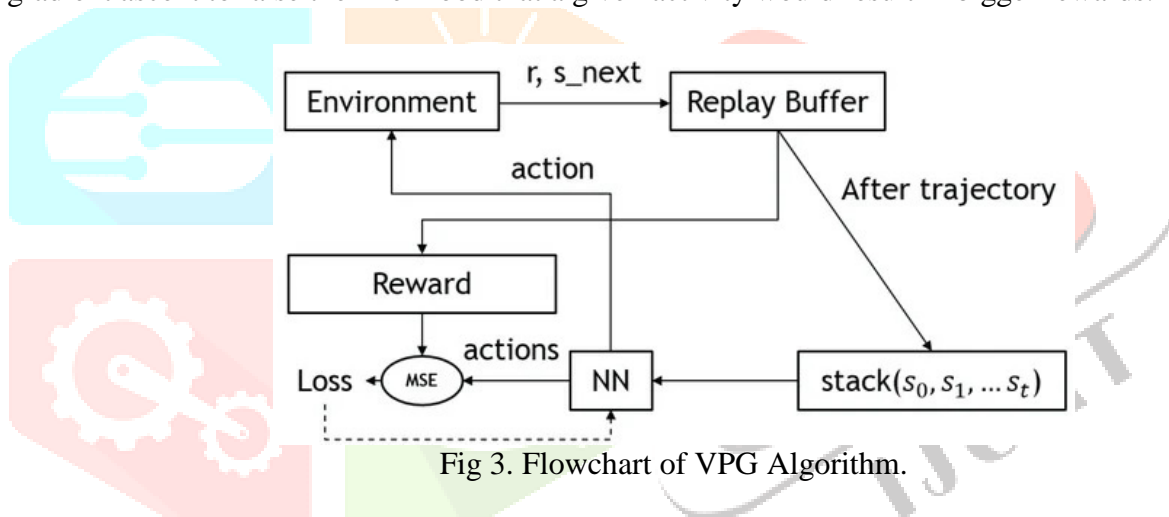 r, s_next
Environment
Replay Buffer
action
After trajectory
Reward
actions
Loss
MSE
NN
stack(s₀, s₁, … sₜ)
Fig 3. Flowchart of VPG Algorithm.